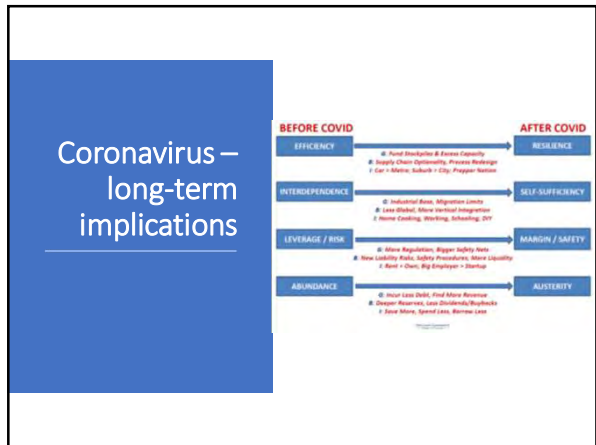 Coronavirus –
long-term
implications
BEFORE COVID
AFTER COVID
EFFICIENCY
RESILIENCE
G: Fund Stockpiles & Excess Capacity
B: Supply Chain Optionality, Process Redesign
I: Car > Metro; Suburb > City; Prepper Nation
INTERDEPENDENCE
SELF-SUFFICIENCY
G: Industrial Base, Migration Limits
B: Less Global, More Vertical Integration
I: Home Cooking, Working, Schooling; DIY
LEVERAGE / RISK
MARGIN / SAFETY
G: More Regulation, Bigger Safety Nets
B: New Liability Risks, Safety Procedures; More Liquidity
I: Rent > Own; Big Employer > Startup
ABUNDANCE
AUSTERITY
G: Incur Less Debt, Find More Revenue
B: Deeper Reserves, Less Dividends/Buybacks
I: Save More, Spend Less, Borrow Less